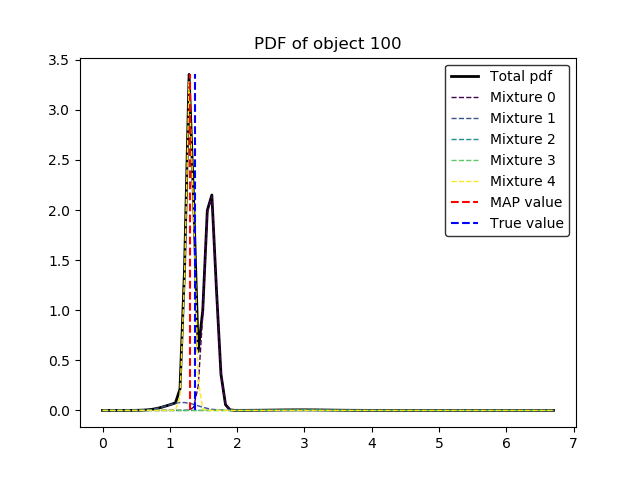 PDF of object 100
3.5
3.0
2.5
2.0
1.5
1.0
0.5
0.0
0 1 2 3 4 5 6 7
Total pdf
Mixture 0
Mixture 1
Mixture 2
Mixture 3
Mixture 4
MAP value
True value